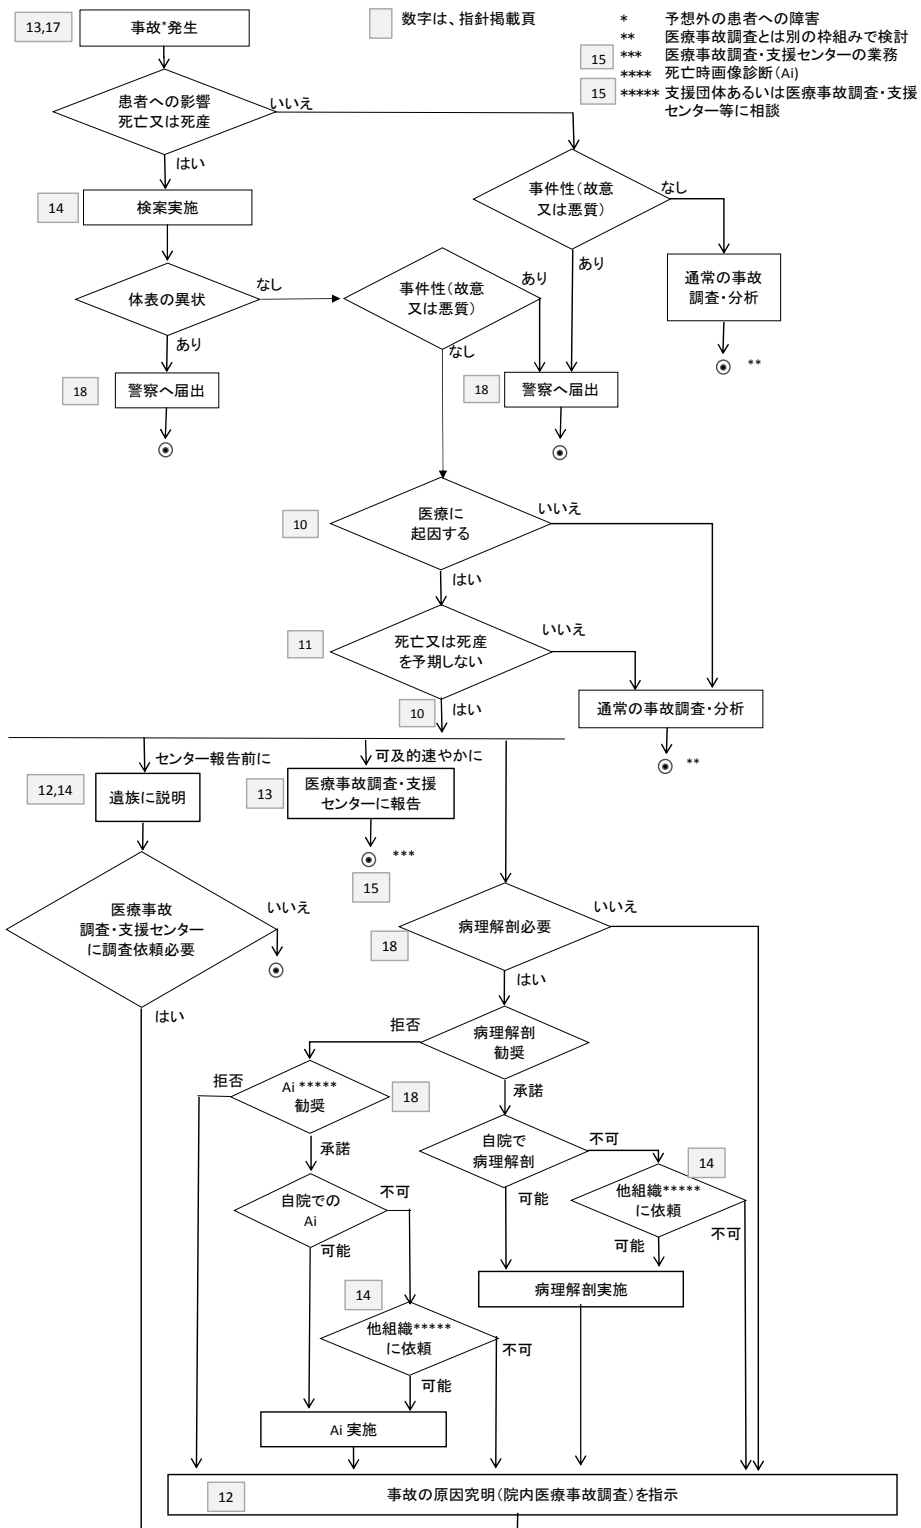 13,17
事故*発生
数字は、指針掲載頁
* 予想外の患者への障害
** 医療事故調査とは別の枠組みで検討
15 *** 医療事故調査・支援センターの業務
**** 死亡時画像診断(Ai)
15 ***** 支援団体あるいは医療事故調査・支援
センター等に相談
患者への影響
死亡又は死産
いいえ
はい
14
検案実施
事件性(故意
又は悪質)
なし
あり
通常の事故
調査・分析
**
体表の異状
なし
あり
事件性(故意
又は悪質)
あり
なし
18
警察へ届出
18
警察へ届出
10
医療に
起因する
いいえ
はい
11
死亡又は死産
を予期しない
いいえ
10
はい
通常の事故調査・分析
**
センター報告前に
可及的速やかに
12,14
遺族に説明
13
医療事故調査・支援
センターに報告
***
15
医療事故
調査・支援センター
に調査依頼必要
いいえ
はい
18
病理解剖必要
いいえ
はい
病理解剖
勧奨
拒否
承諾
Ai *****
勧奨
18
拒否
承諾
自院で
病理解剖
不可
可能
14
他組織*****
に依頼
可能
不可
自院での
Ai
不可
可能
病理解剖実施
14
他組織*****
に依頼
不可
可能
Ai 実施
12
事故の原因究明(院内医療事故調査)を指示